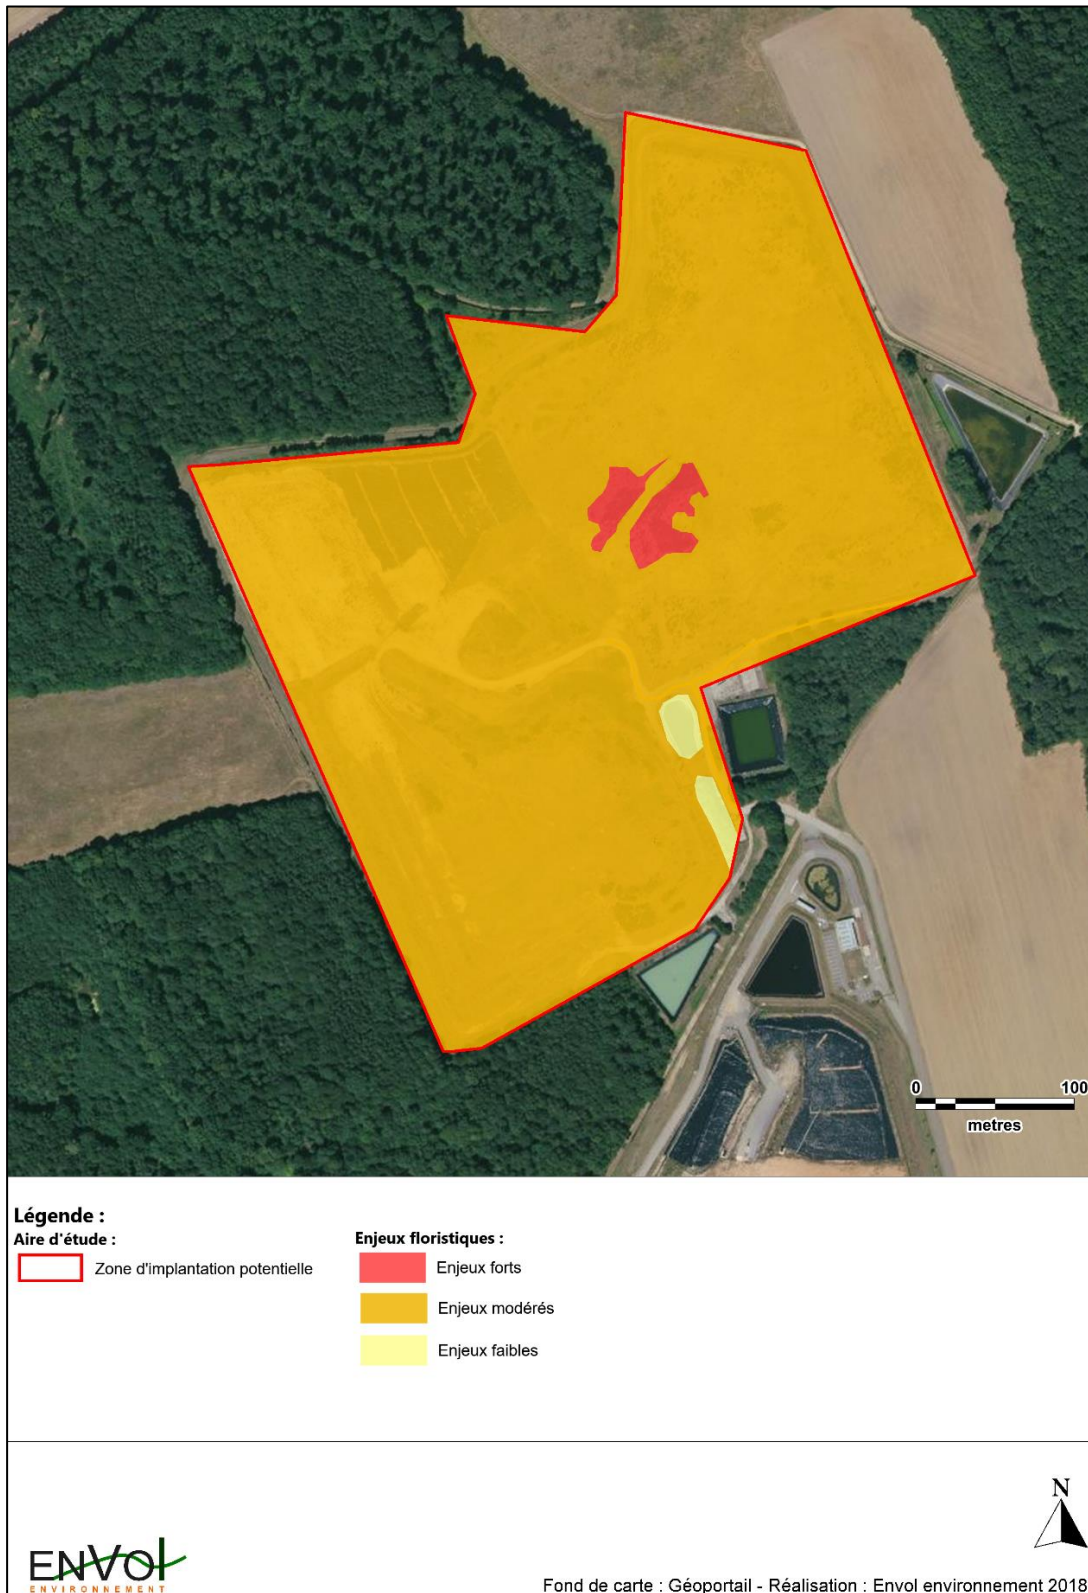 0 100
metres
Légende :
Aire d'étude :
Zone d'implantation potentielle
Enjeux floristiques :
Enjeux forts
Enjeux modérés
Enjeux faibles
N
ENVOl
ENVIRONNEMENT
Fond de carte : Géoportail - Réalisation : Envol environnement 2018